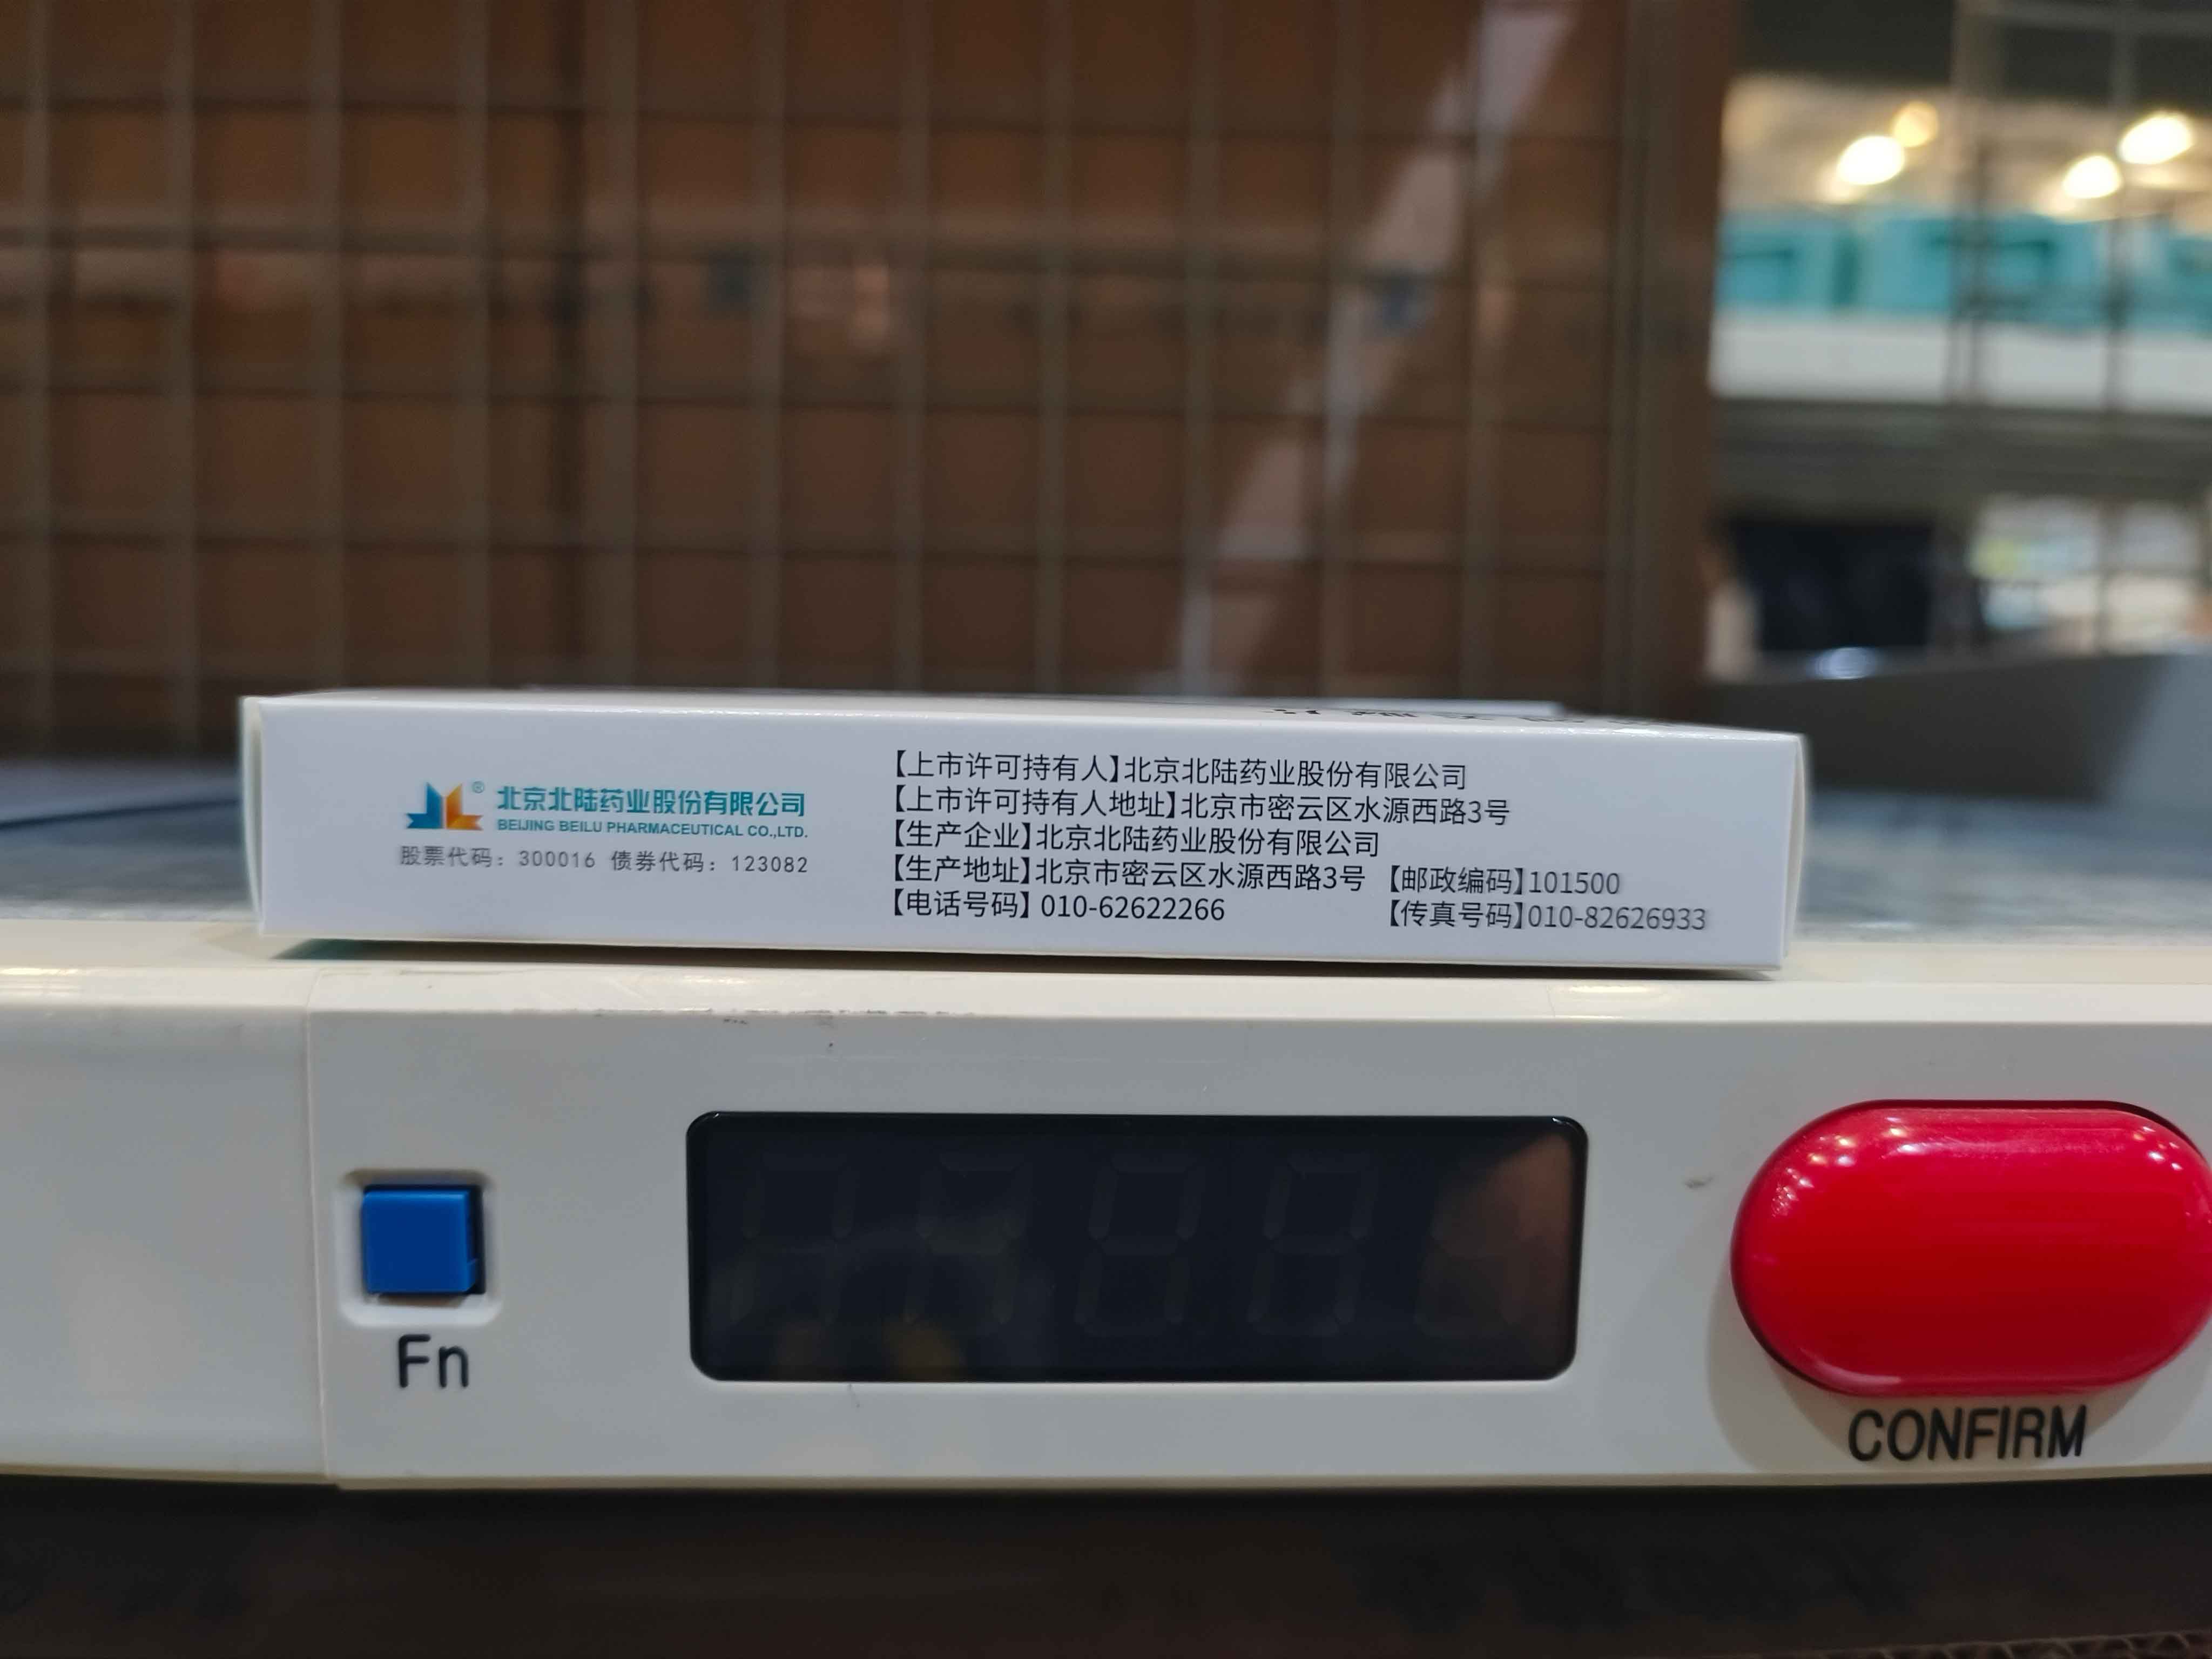 北京北陆药业股份有限公司
BEIJING BEILU PHARMACEUTICAL CO.,LTD.
股票代码：300016 债券代码：123082
【上市许可持有人】北京北陆药业股份有限公司
【上市许可持有人地址】北京市密云区水源西路3号
【生产企业】北京北陆药业股份有限公司
【生产地址】北京市密云区水源西路3号 【邮政编码】101500
【电话号码】010-62622266 【传真号码】010-82626933
Fn
CONFIRM